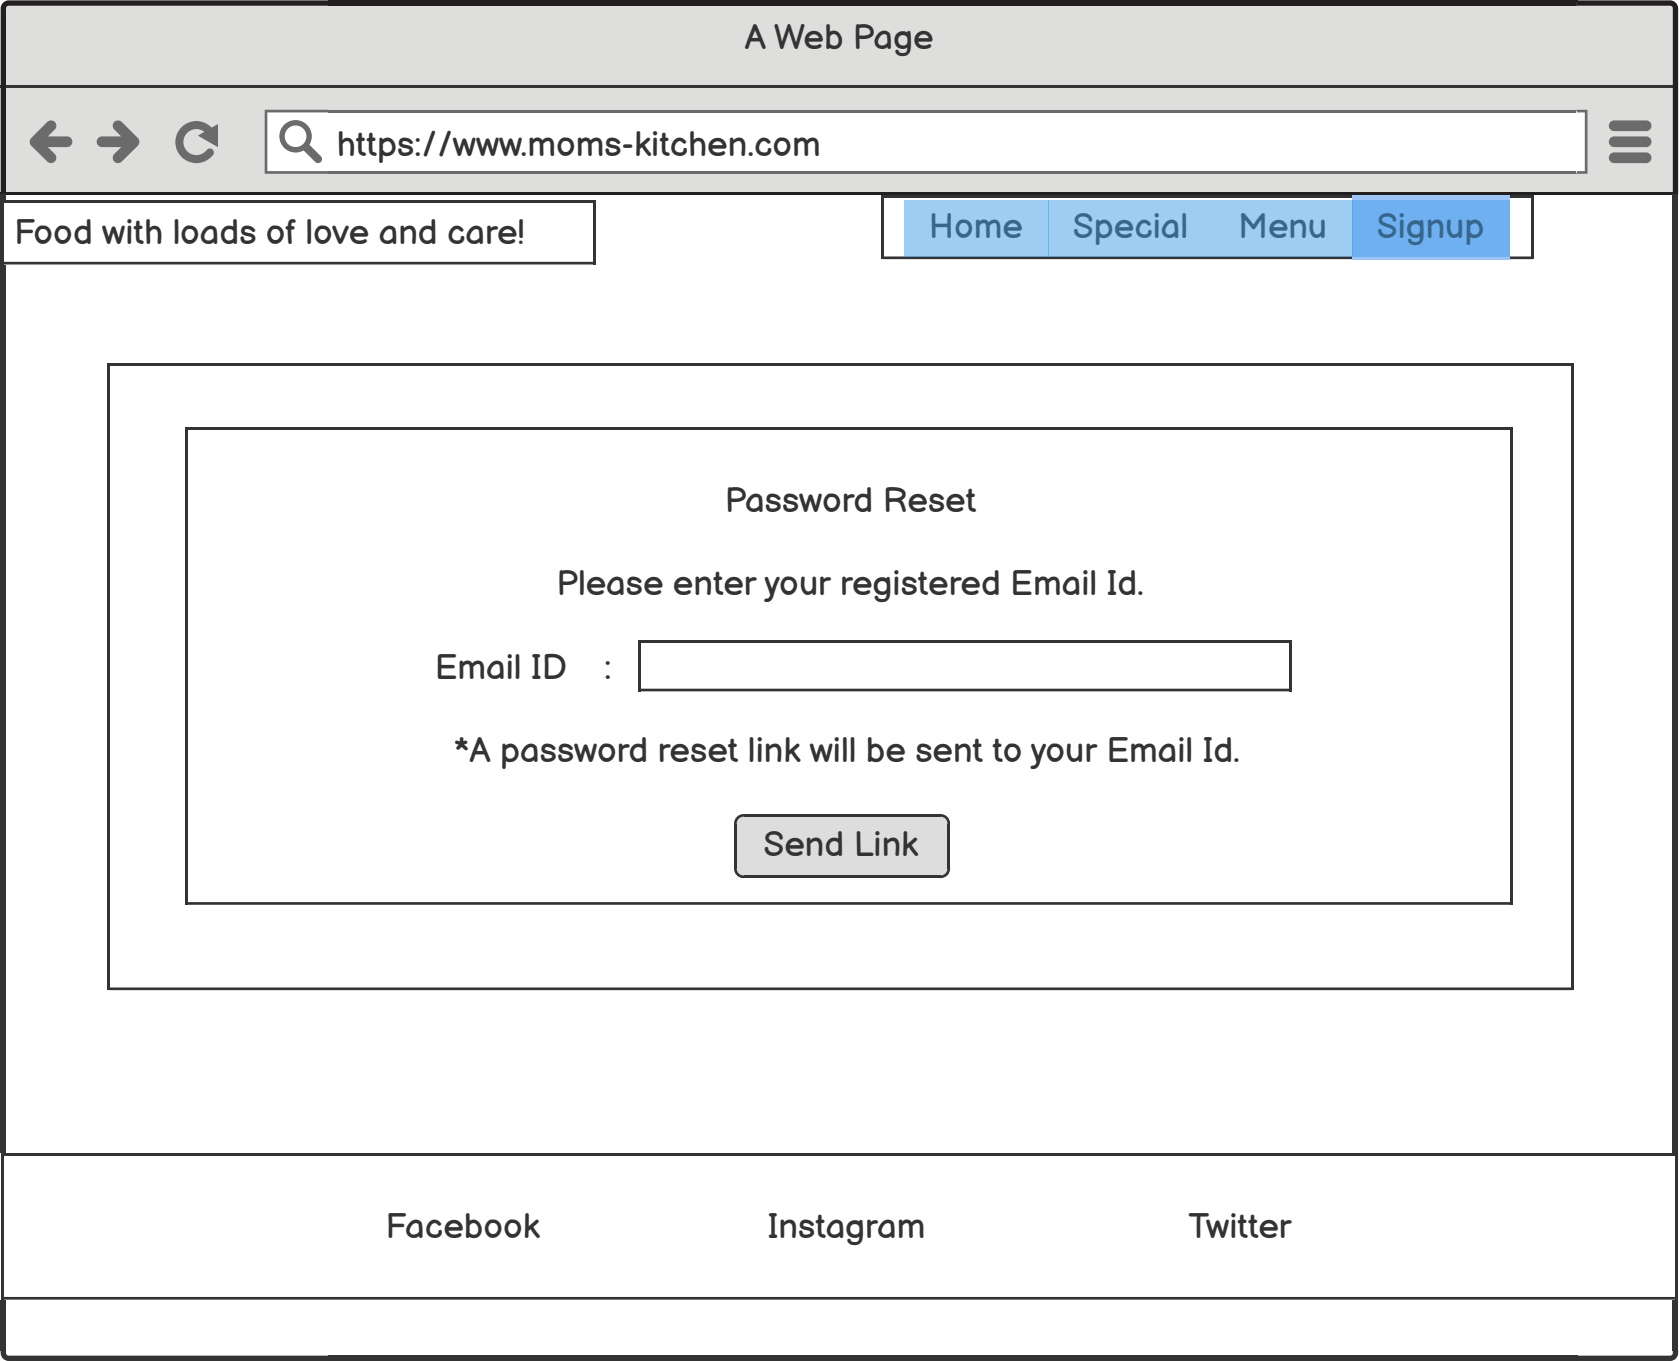 A Web Page
https://www.moms-kitchen.com
Food with loads of love and care!
Home Special Menu Signup
Password Reset
Please enter your registered Email Id.
Email ID :
*A password reset link will be sent to your Email Id.
Send Link
Facebook Instagram Twitter